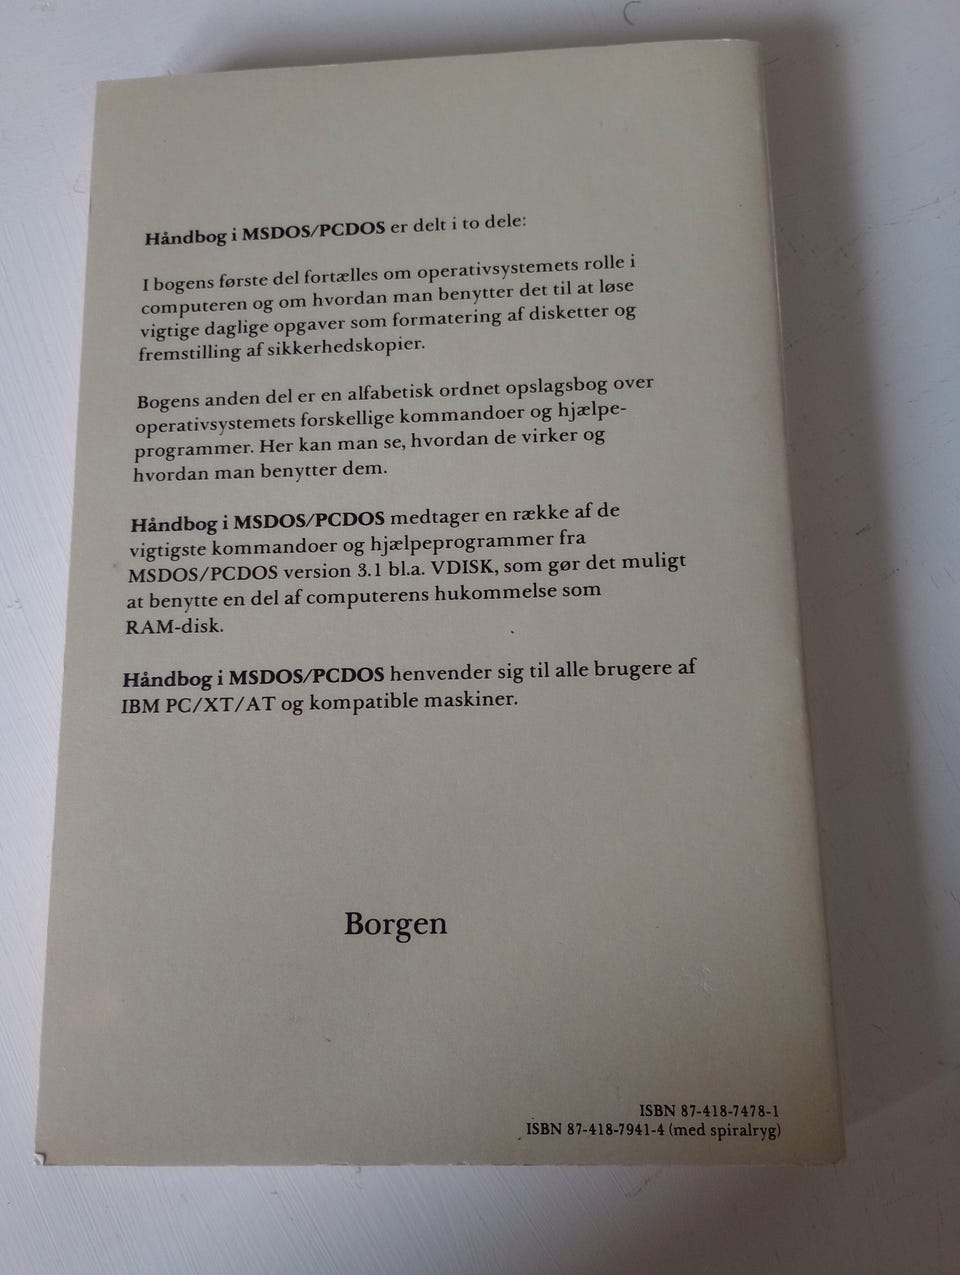 Håndbog i MSDOS/PCDOS er delt i to dele:
I bogens første del fortælles om operativsystemets rolle i
computeren og om hvordan man benytter det til at løse
vigtige daglige opgaver som formatering af disketter og
fremstilling af sikkerhedskopier.
Bogens anden del er en alfabetisk ordnet opslagsbog over
operativsystemets forskellige kommandoer og hjælpe-
programmer. Her kan man se, hvordan de virker og
hvordan man benytter dem.
Håndbog i MSDOS/PCDOS medtager en række af de
vigtigste kommandoer og hjælpeprogrammer fra
MSDOS/PCDOS version 3.1 bl.a. VDISK, som gør det muligt
at benytte en del af computerens hukommelse som
RAM-disk.
Håndbog i MSDOS/PCDOS henvender sig til alle brugere af
IBM PC/XT/AT og kompatible maskiner.
Borgen
ISBN 87-418-7478-1
ISBN 87-418-7941-4 (med spiralryg)